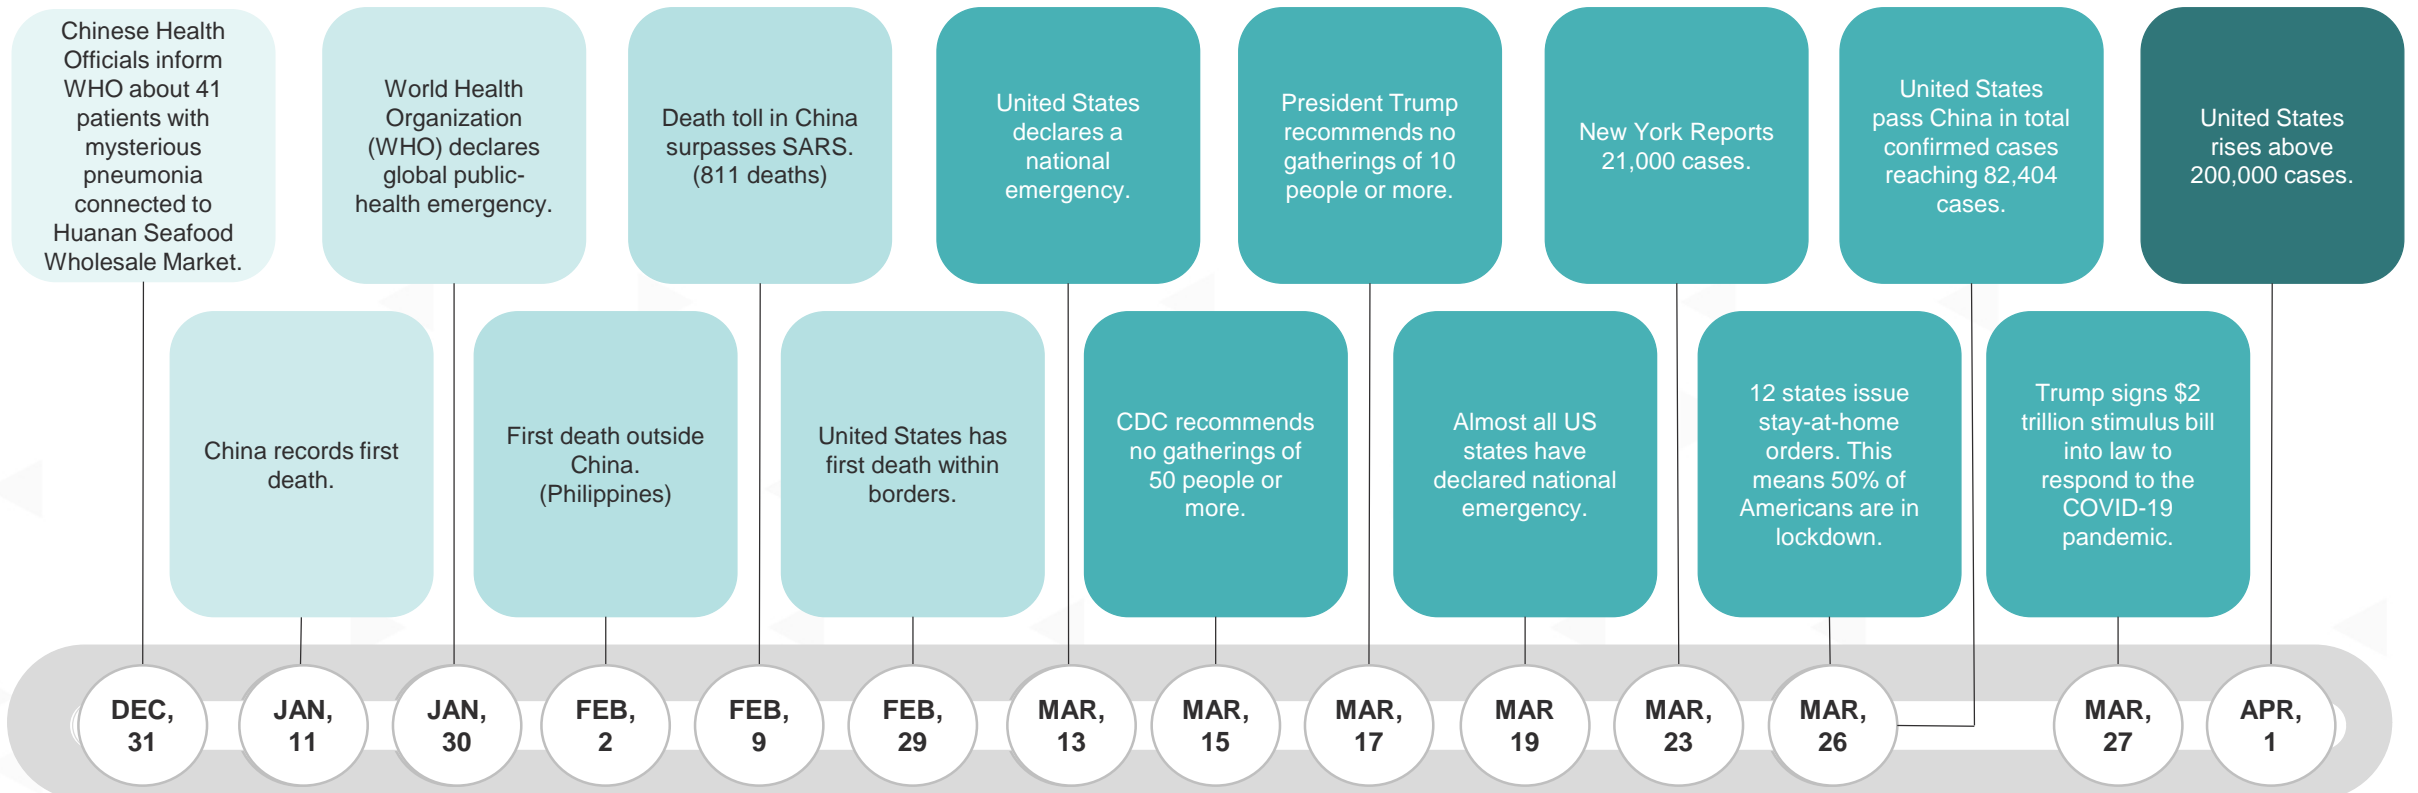 Chinese Health
Officials inform
WHO about 41
patients with
mysterious
pneumonia
connected to
Huanan Seafood
Wholesale Market.
World Health
Organization
(WHO) declares
global public-
health emergency.
Death toll in China
surpasses SARS.
(811 deaths)
United States
declares a
national
emergency.
President Trump
recommends no
gatherings of 10
people or more.
New York Reports
21,000 cases.
United States
pass China in total
confirmed cases
reaching 82,404
cases.
United States
rises above
200,000 cases.
China records first
death.
First death outside
China.
(Philippines)
United States has
first death within
borders.
CDC recommends
no gatherings of
50 people or
more.
Almost all US
states have
declared national
emergency.
12 states issue
stay-at-home
orders. This
means 50% of
Americans are in
lockdown.
Trump signs $2
trillion stimulus bill
into law to
respond to the
COVID-19
pandemic.
DEC,
31
JAN,
11
JAN,
30
FEB,
2
FEB,
9
FEB,
29
MAR,
13
MAR,
15
MAR,
17
MAR
19
MAR,
23
MAR,
26
MAR,
27
APR,
1